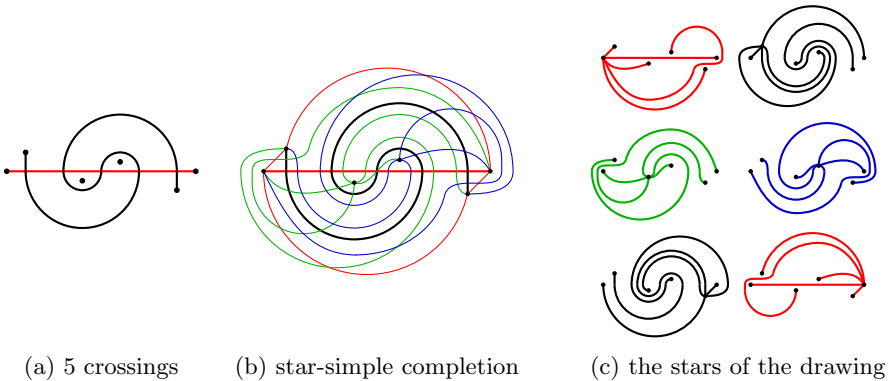 (a) 5 crossings (b) star-simple completion (c) the stars of the drawing